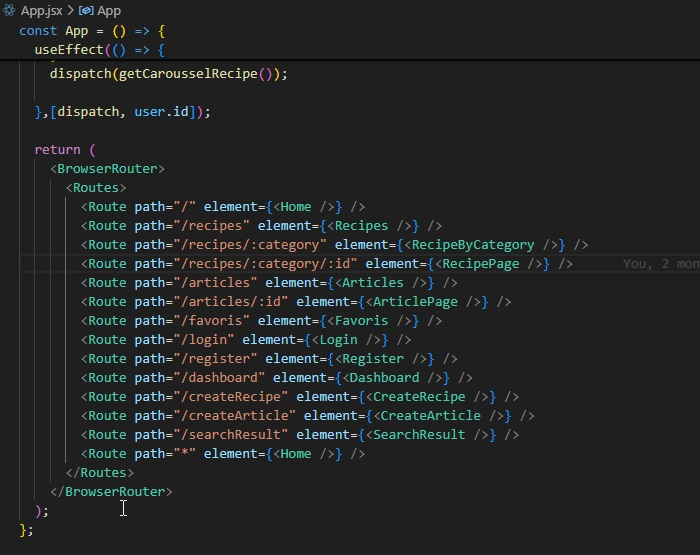 App.jsx > App
const App = () => {
useEffect(() => {
dispatch(getCarousselRecipe());
},[dispatch, user.id]);
return (
<BrowserRouter>
<Routes>
<Route path="/" element={<Home />} />
<Route path="/recipes" element={<Recipes />} />
<Route path="/recipes/:category" element={<RecipeByCategory />} />
<Route path="/recipes/:category/:id" element={<RecipePage />} /> You, 2 mon
<Route path="/articles" element={<Articles />} />
<Route path="/articles/:id" element={<ArticlePage />} />
<Route path="/favoris" element={<Favoris />} />
<Route path="/login" element={<Login />} />
<Route path="/register" element={<Register />} />
<Route path="/dashboard" element={<Dashboard />} />
<Route path="/createRecipe" element={<CreateRecipe />} />
<Route path="/createArticle" element={<CreateArticle />} />
<Route path="/searchResult" element={<SearchResult />} />
<Route path="*" element={<Home />} />
</Routes>
</BrowserRouter>
);
};